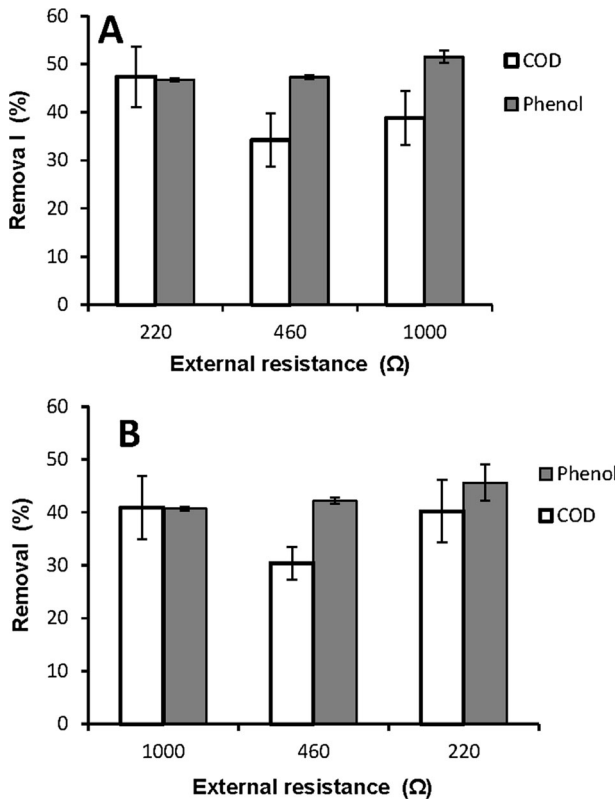 A
60
50
40
30
20
10
0
Remova l (%)
COD
Phenol
220 460 1000
External resistance (Ω)
B
60
50
40
30
20
10
0
Removal (%)
Phenol
COD
1000 460 220
External resistance (Ω)